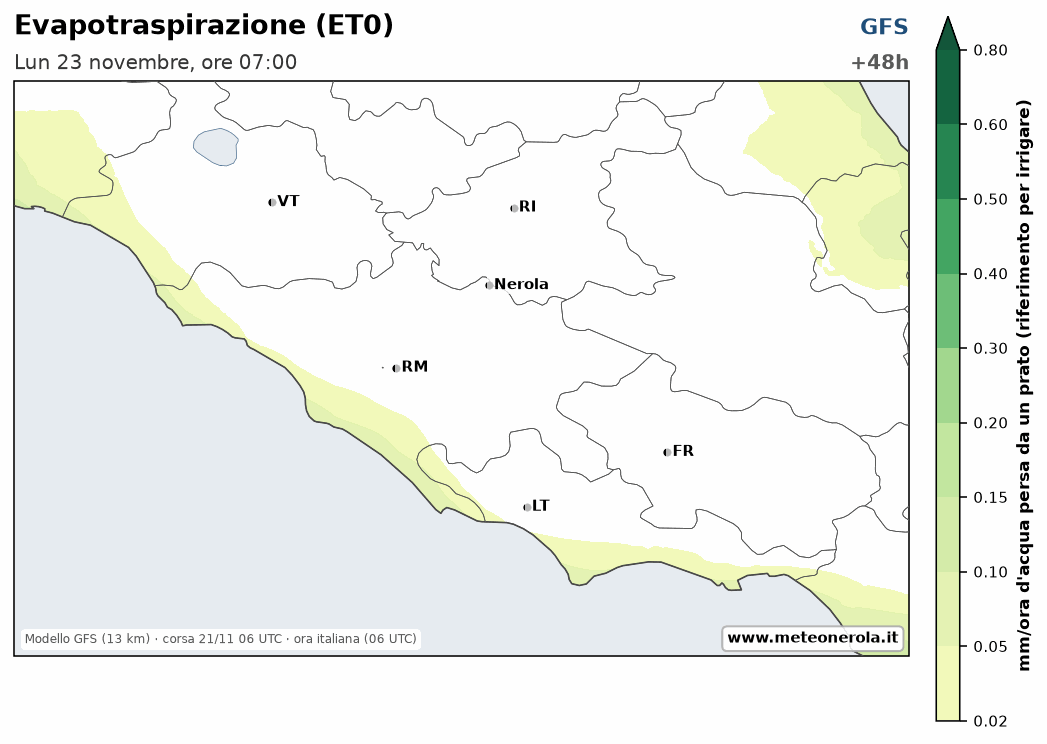 Evapotraspirazione (ET0)
GFS
Lun 23 novembre, ore 07:00
+48h
VT
RI
Nerola
RM
FR
LT
Modello GFS (13 km) · corsa 21/11 06 UTC · ora italiana (06 UTC)
www.meteonerola.it
0.80
0.60
0.50
0.40
0.30
0.20
0.15
0.10
0.05
0.02
mm/ora d'acqua persa da un prato (riferimento per irrigare)